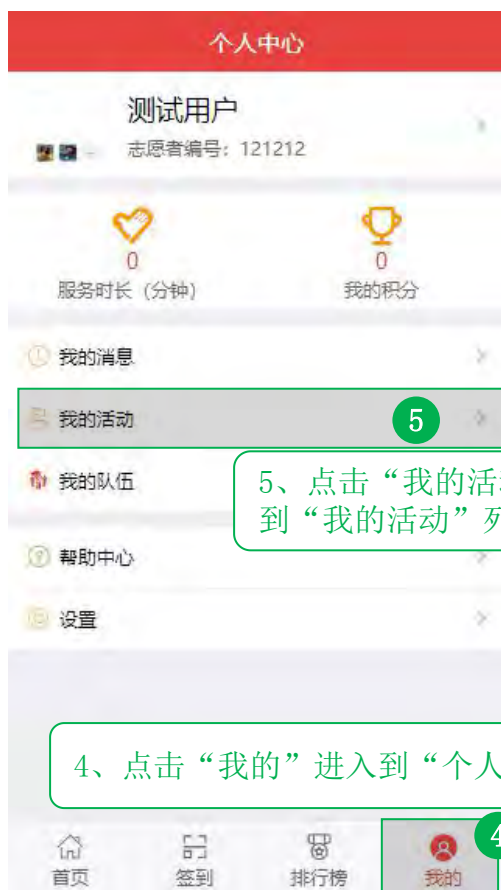 个人中心
测试用户
志愿者编号：121212
0
0
服务时长（分钟）
我的积分
我的消息
我的活动
5
我的队伍
5、点击“我的活
到“我的活动”列
帮助中心
设置
4、点击“我的”进入到“个人
4
首页
签到
排行榜
我的